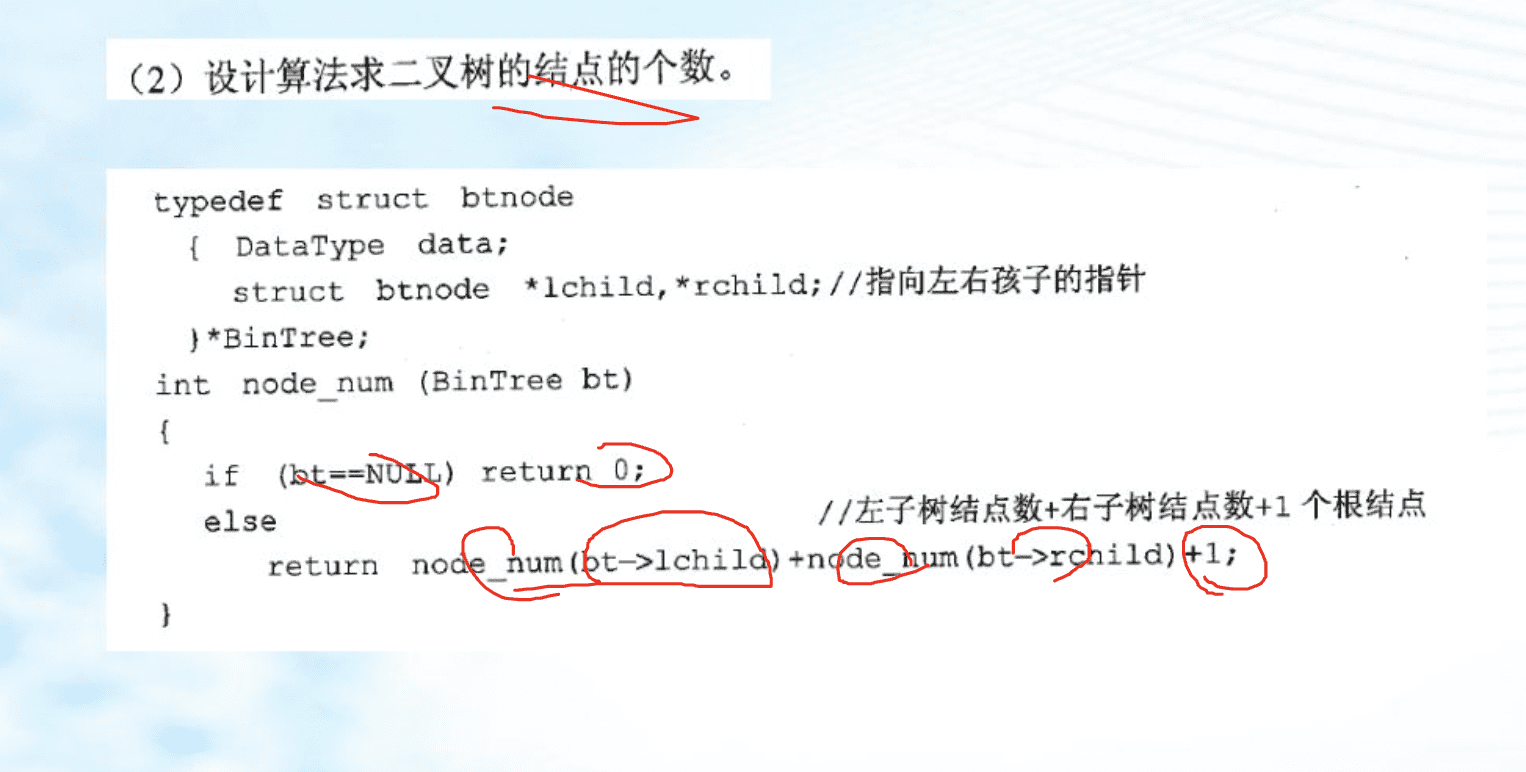 （2）设计算法求二叉树的结点的个数。
typedef struct btnode
{ DataType data;
struct btnode *lchild,*rchild;//指向左右孩子的指针
}*BinTree;
int node_num (BinTree bt)
{
if (bt==NULL) return 0;
else //左子树结点数+右子树结点数+1 个根结点
return node_num(bt->lchild)+node_num(bt->rchild)+1;
}